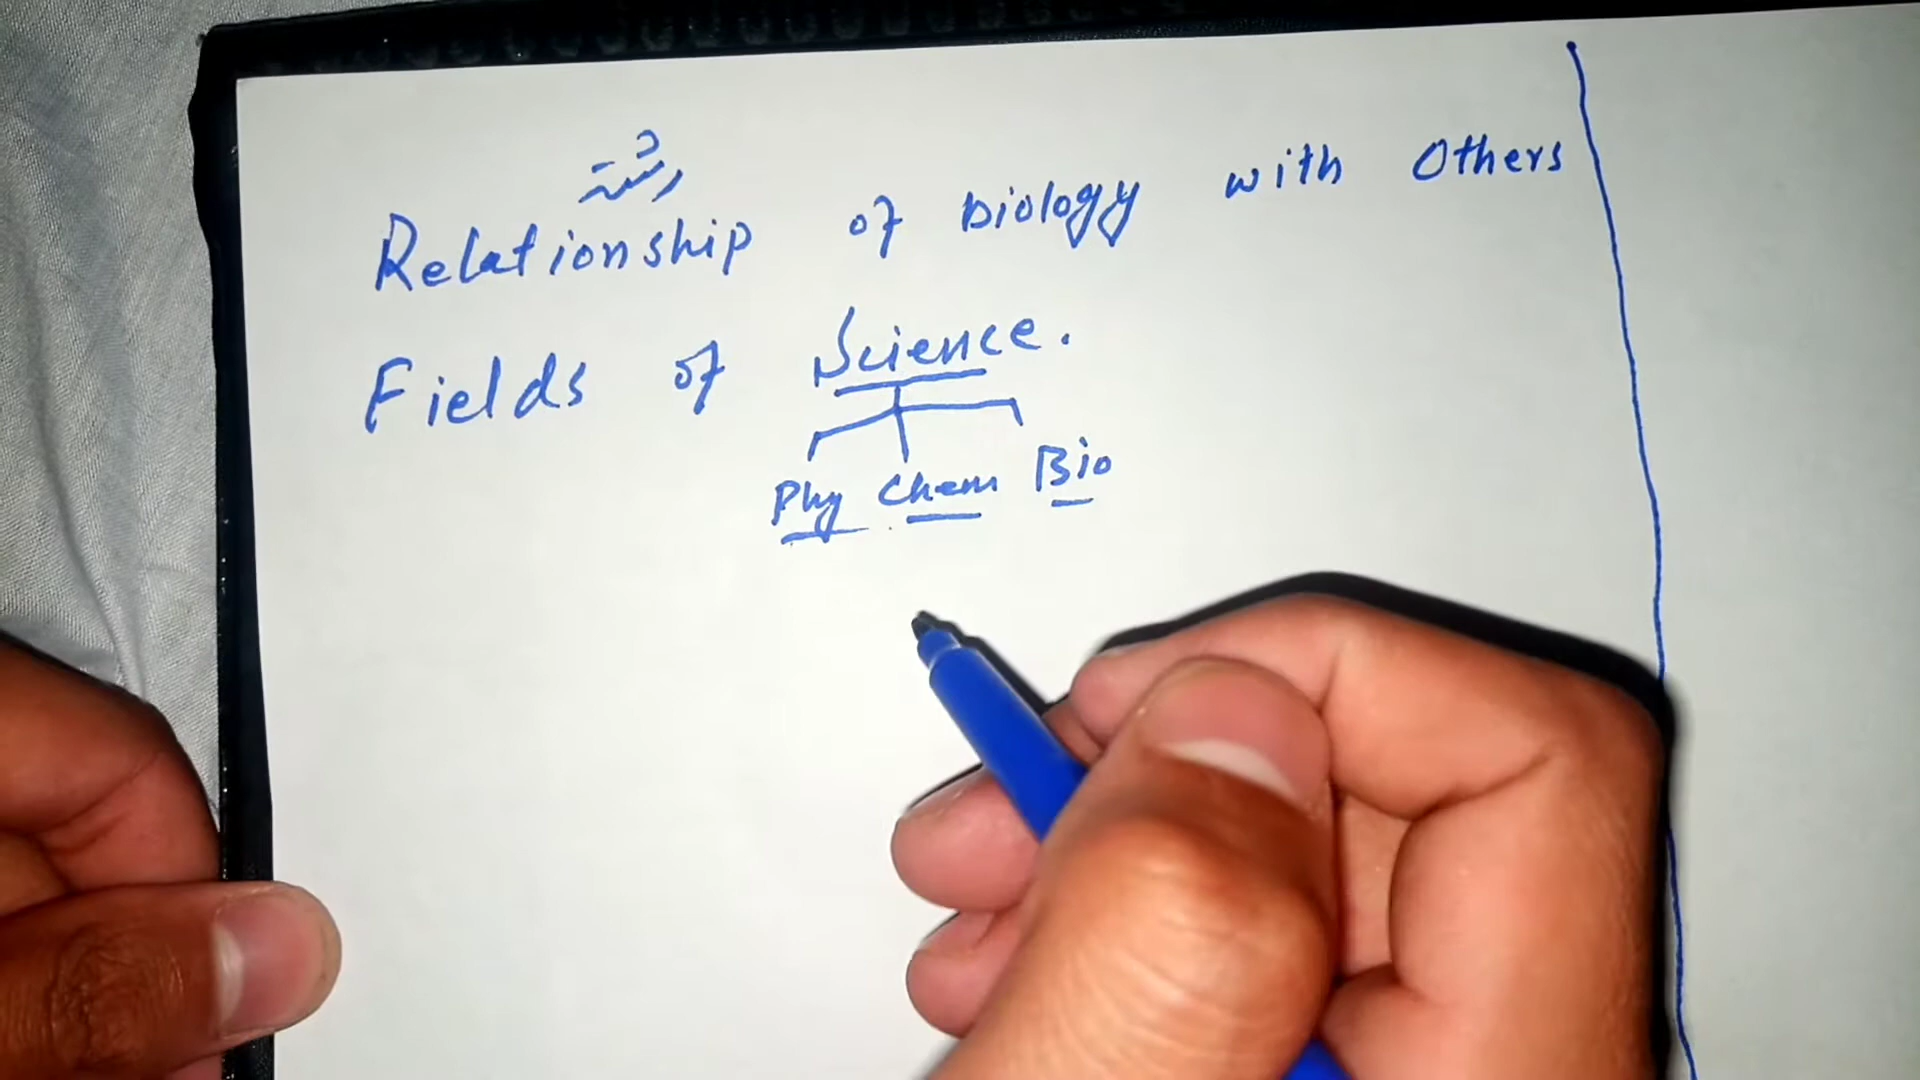 رشتہ
Relationship of Biology with Others
Fields of Science.
Phy Chem Bio